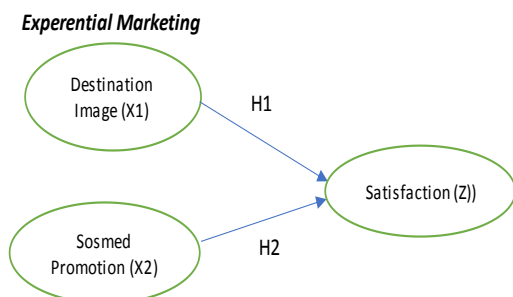 Experential Marketing
Destination
Image (X1)
H1
Satisfaction (Z))
Sosmed
Promotion (X2)
H2